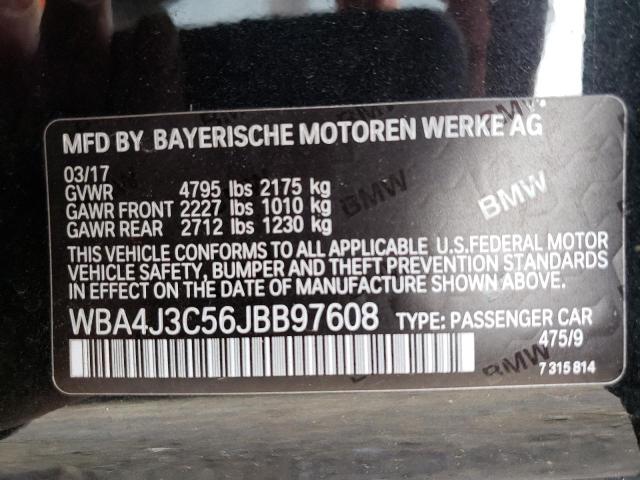 MFD BY BAYERISCHE MOTOREN WERKE AG
03/17
GVWR 4795 lbs 2175 kg
GAWR FRONT 2227 lbs 1010 kg
GAWR REAR 2712 lbs 1230 kg
THIS VEHICLE CONFORMS TO ALL APPLICABLE U.S.FEDERAL MOTOR
VEHICLE SAFETY, BUMPER AND THEFT PREVENTION STANDARDS
IN EFFECT ON THE DATE OF MANUFACTURE SHOWN ABOVE.
WBA4J3C56JBB97608 TYPE: PASSENGER CAR
475/9
7 315 814
BMW
BMW
BMW
BMW
BMW